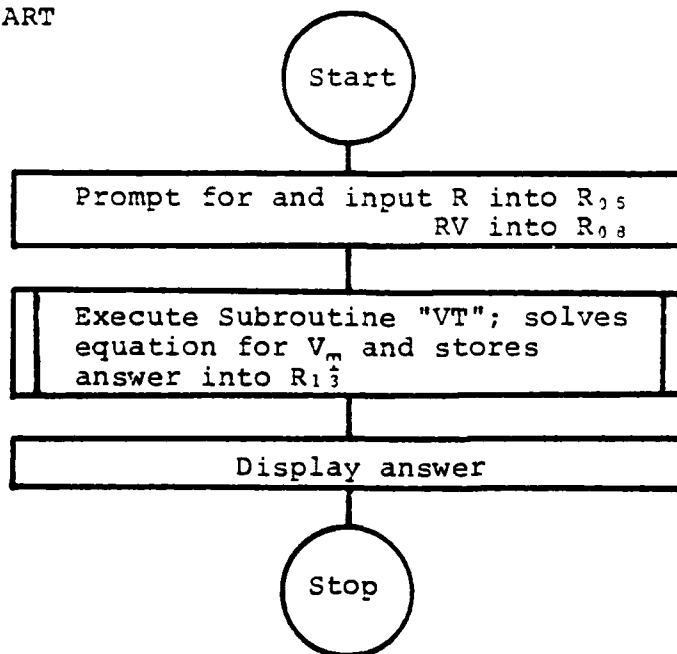 ART
Start
Prompt for and input R into R₀₅
RV into R₀₈
Execute Subroutine "VT"; solves
equation for V_T and stores
answer into R₁₃
Display answer
Stop